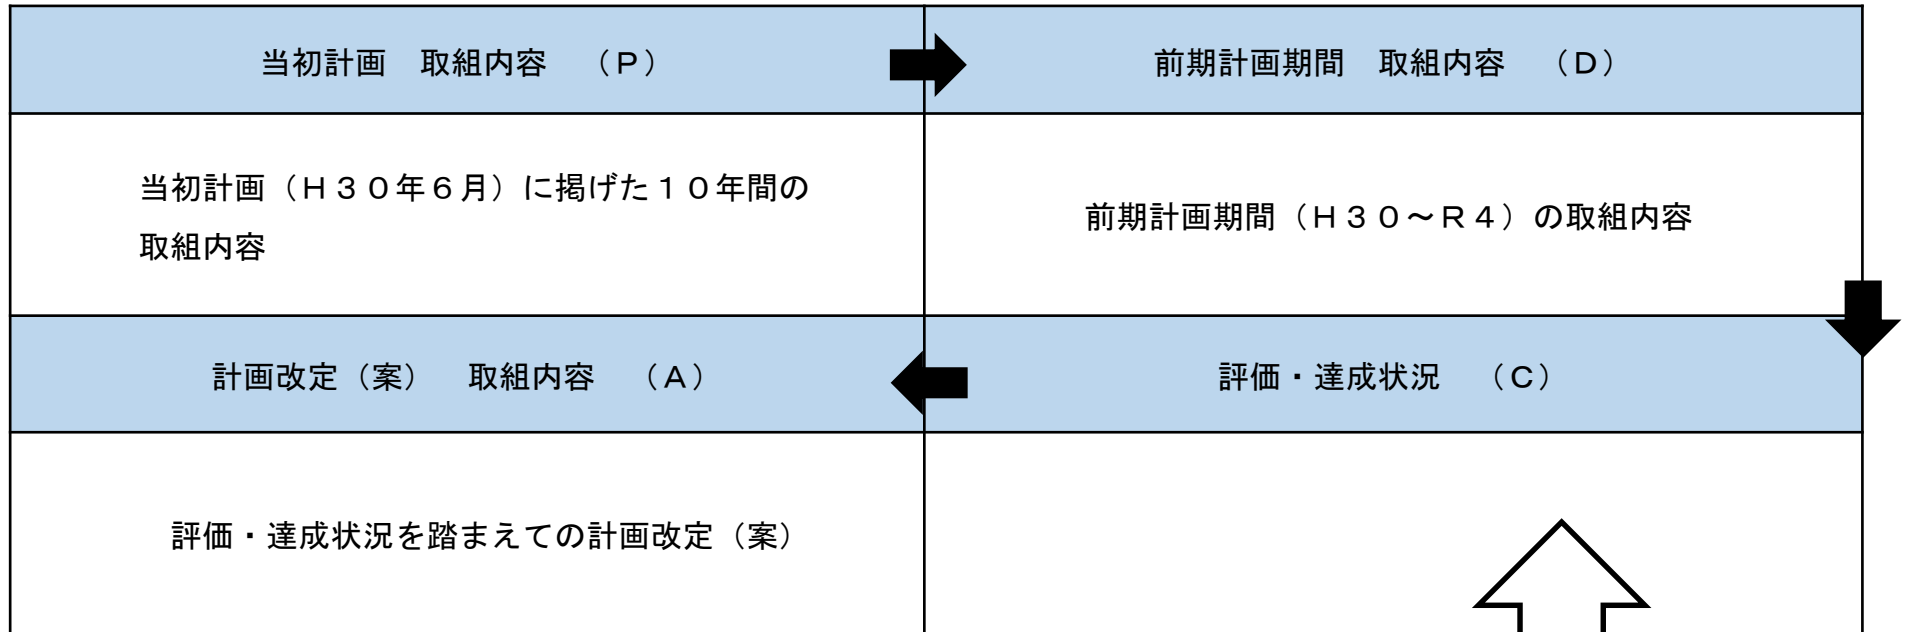 当初計画　取組内容　（Ｐ）
前期計画期間　取組内容　（Ｄ）
当初計画（Ｈ３０年６月）に掲げた１０年間の
取組内容
前期計画期間（Ｈ３０～Ｒ４）の取組内容
計画改定（案）　取組内容　（Ａ）
評価・達成状況　（Ｃ）
評価・達成状況を踏まえての計画改定（案）